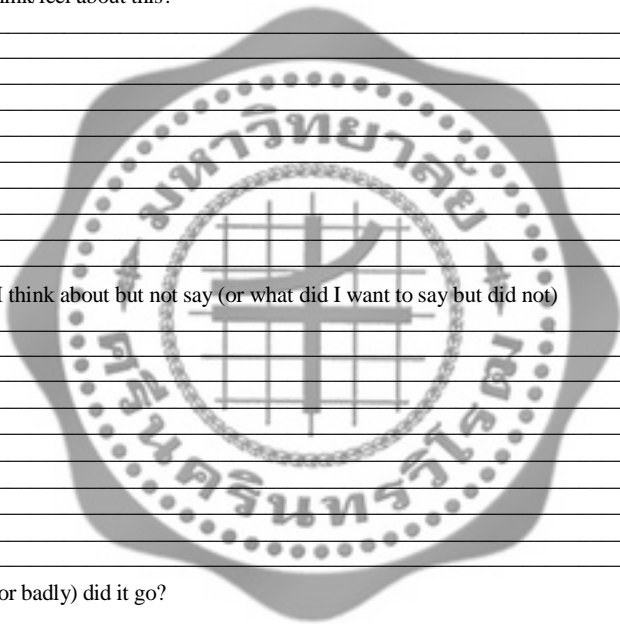 think/feel about this?
มหาวิทยาลัย
I think about but not say (or what did I want to say but did not)
ศรีนครินทรวิโรฒ
or badly) did it go?